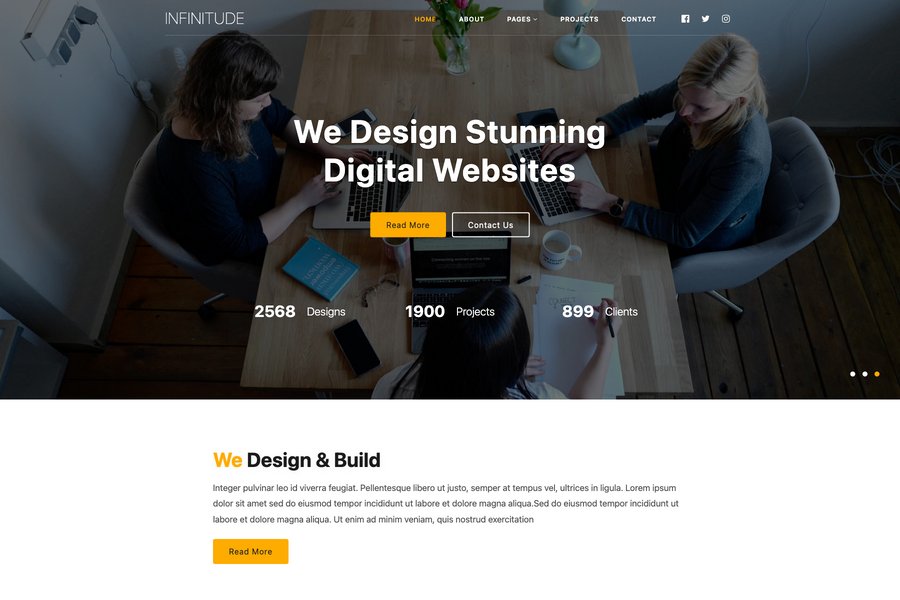 INFINITUDE
HOME ABOUT PAGES PROJECTS CONTACT
We Design Stunning
Digital Websites
Read More Contact Us
2568 Designs 1900 Projects 899 Clients
We Design & Build
Integer pulvinar leo id viverra feugiat. Pellentesque libero ut justo, semper at tempus vel, ultrices in ligula. Lorem ipsum
dolor sit amet sed do eiusmod tempor incididunt ut labore et dolore magna aliqua.Sed do eiusmod tempor incididunt ut
labore et dolore magna aliqua. Ut enim ad minim veniam, quis nostrud exercitation
Read More